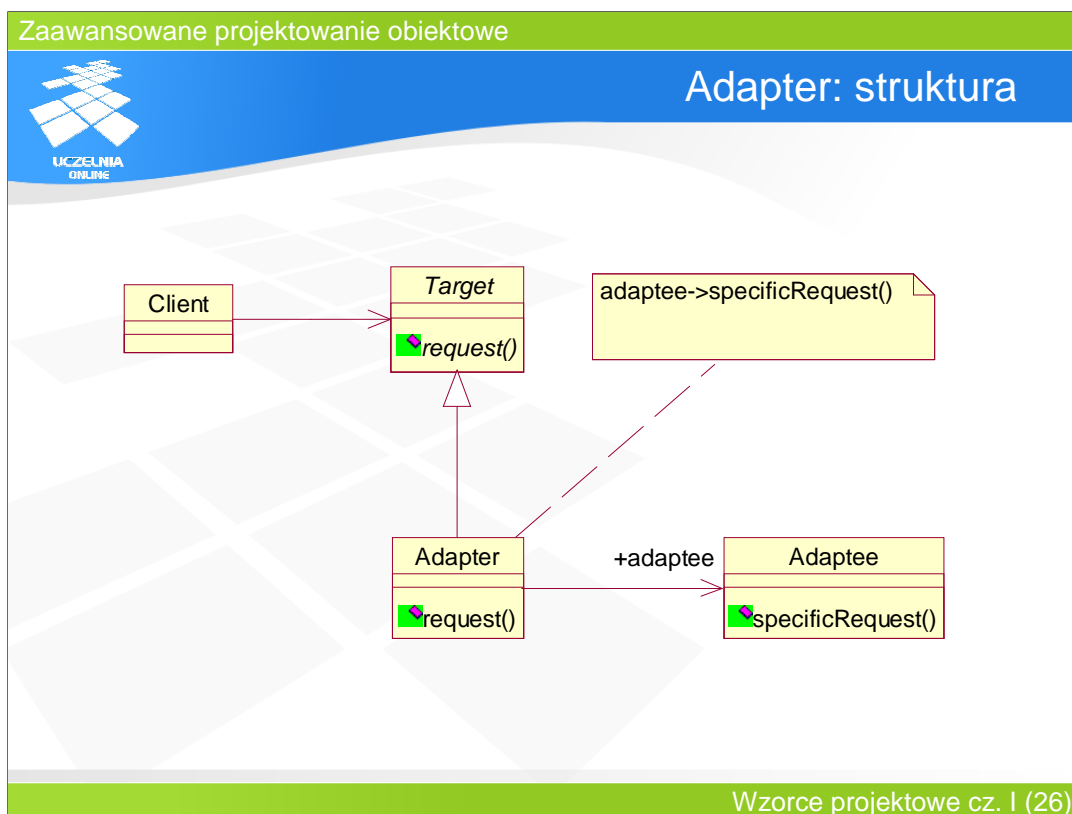 Zaawansowane projektowanie obiektowe
UCZELNIA
ONLINE
Adapter: struktura
Client
Target
request()
adaptee->specificRequest()
Adapter
request()
+adaptee
Adaptee
specificRequest()
Wzorce projektowe cz. I (26)